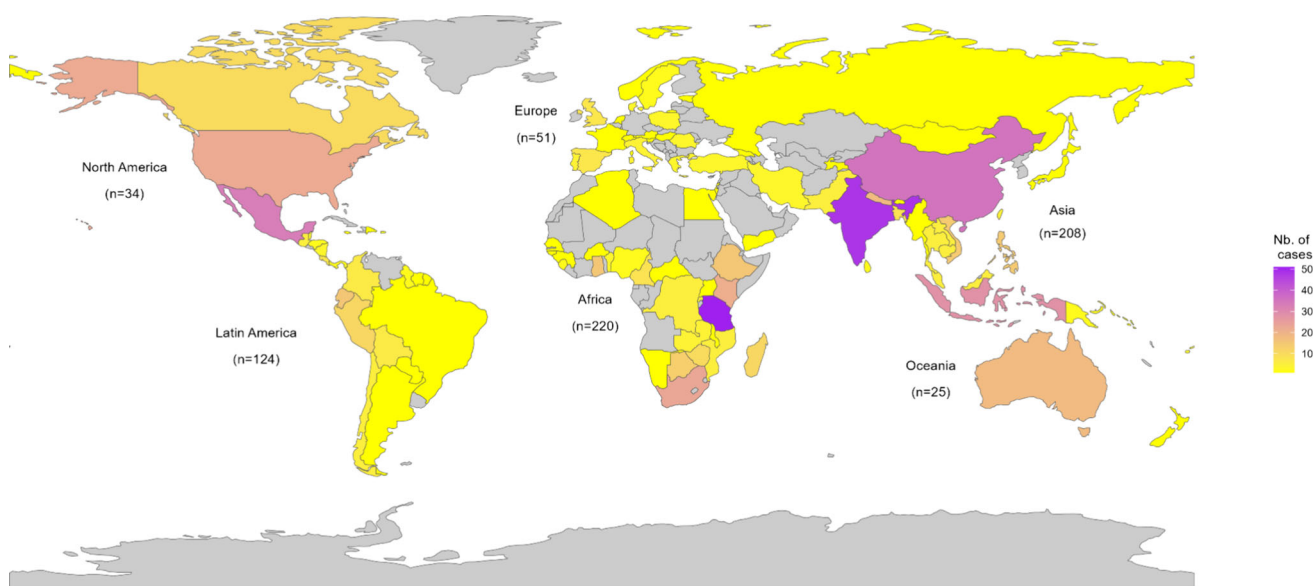 Europe
(n=51)
North America
(n=34)
Asia
(n=208)
Nb. of
cases
50
40
30
20
10
Africa
(n=220)
Latin America
(n=124)
Oceania
(n=25)